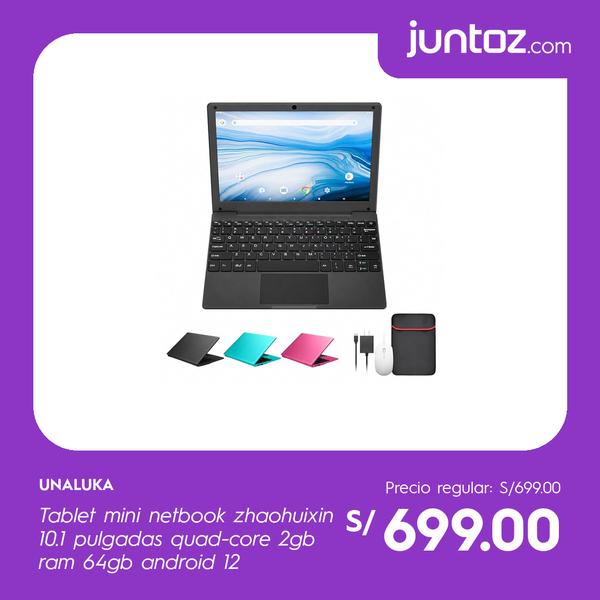 juntoz.com
UNALUKA
Tablet mini netbook zhaohuixin
10.1 pulgadas quad-core 2gb
ram 64gb android 12
Precio regular: S/699.00
S/ 699.00